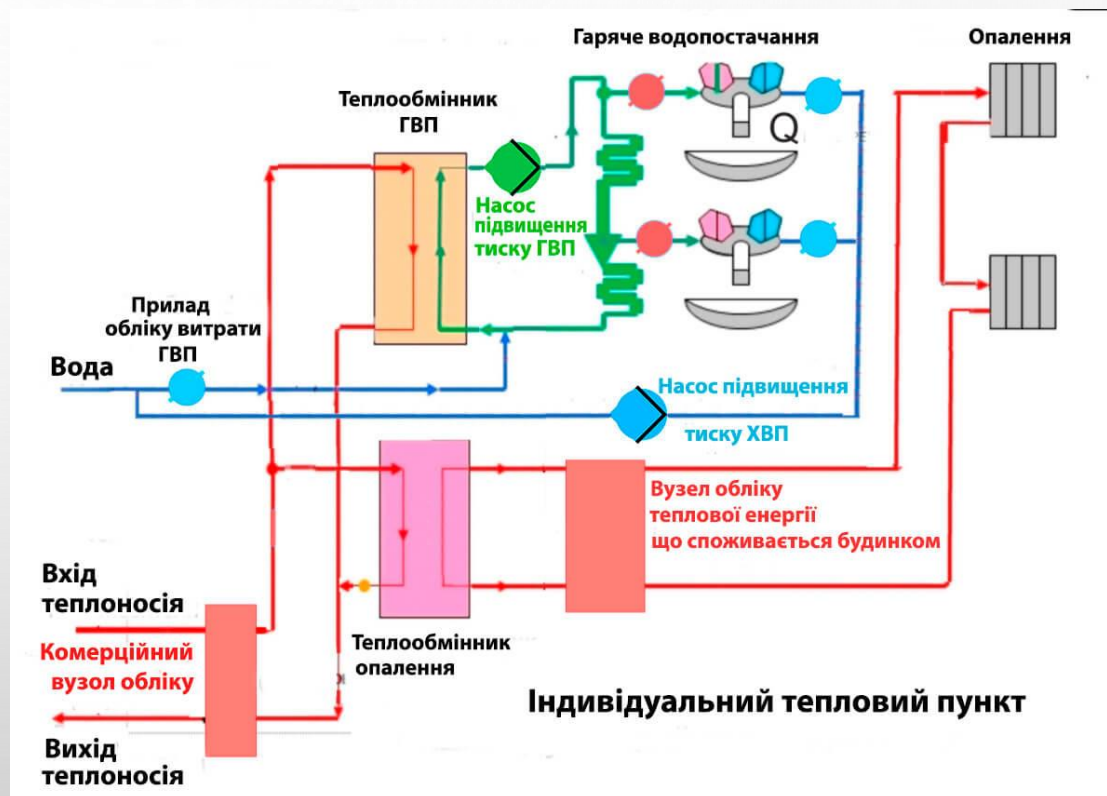 Гаряче водопостачання
Опалення
Теплообмінник
ГВП
Q
Насос
підвищення
тиску ГВП
Прилад
обліку витрати
ГВП
Вода
Насос підвищення
тиску ХВП
Вузел обліку
теплової енергії
що споживається будинком
Вхід
теплоносія
Комерційний
вузол обліку
Теплообмінник
опалення
Індивідуальний тепловий пункт
Вихід
теплоносія